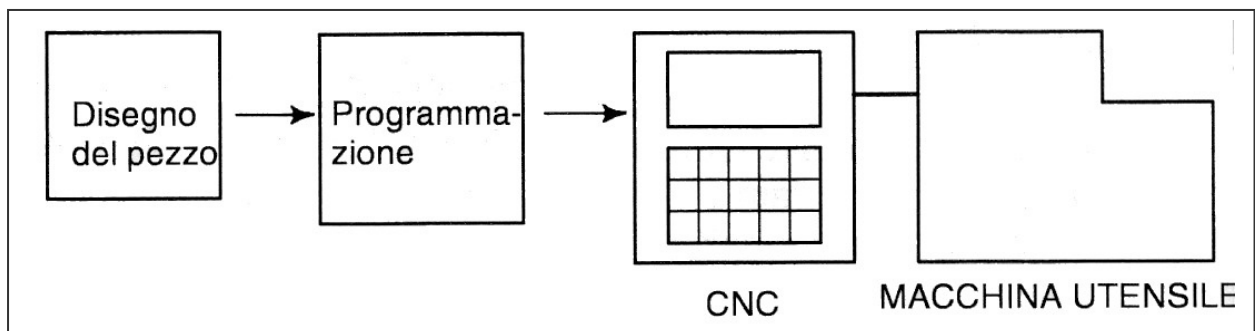 Disegno
del pezzo
Programma-
zione
CNC
MACCHINA UTENSILE